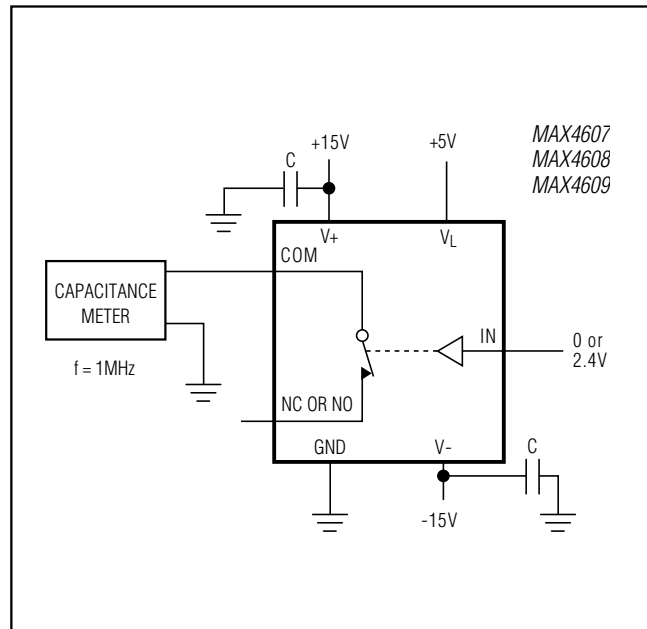 MAX4607
MAX4608
MAX4609
+15V
+5V
C
V+
VL
COM
CAPACITANCE
METER
f = 1MHz
IN
0 or
2.4V
NC OR NO
GND
V-
C
-15V